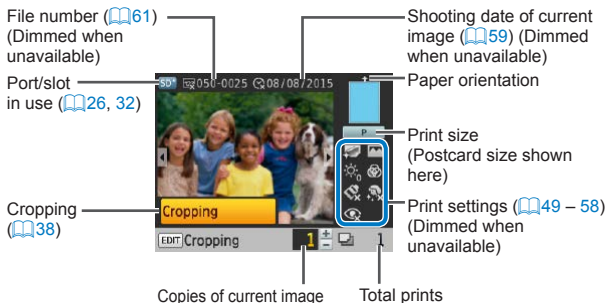 File number (61)
(Dimmed when
unavailable)
Shooting date of current
image (59) (Dimmed
when unavailable)
Port/slot
in use (26, 32)
Paper orientation
SD 050-0025 08/08/2015
P
Print size
(Postcard size shown
here)
Cropping
(38)
Cropping
Print settings (49 – 58)
(Dimmed when
unavailable)
EDIT Cropping 1 + - 1
Copies of current image
Total prints